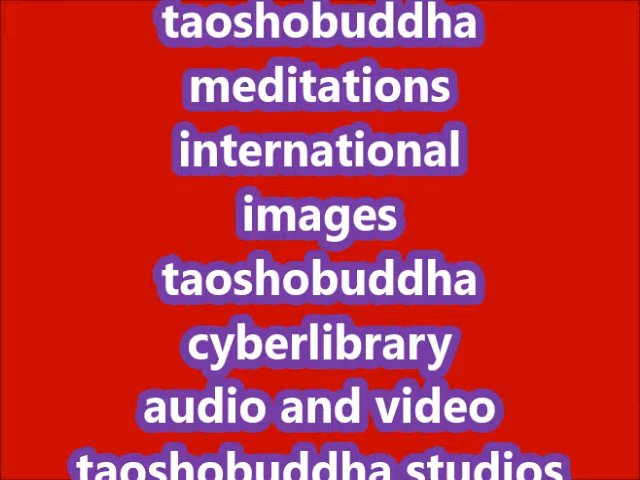 taoshobuddha
meditations
international
images
taoshobuddha
cyberlibrary
audio and video
taoshobuddha studios